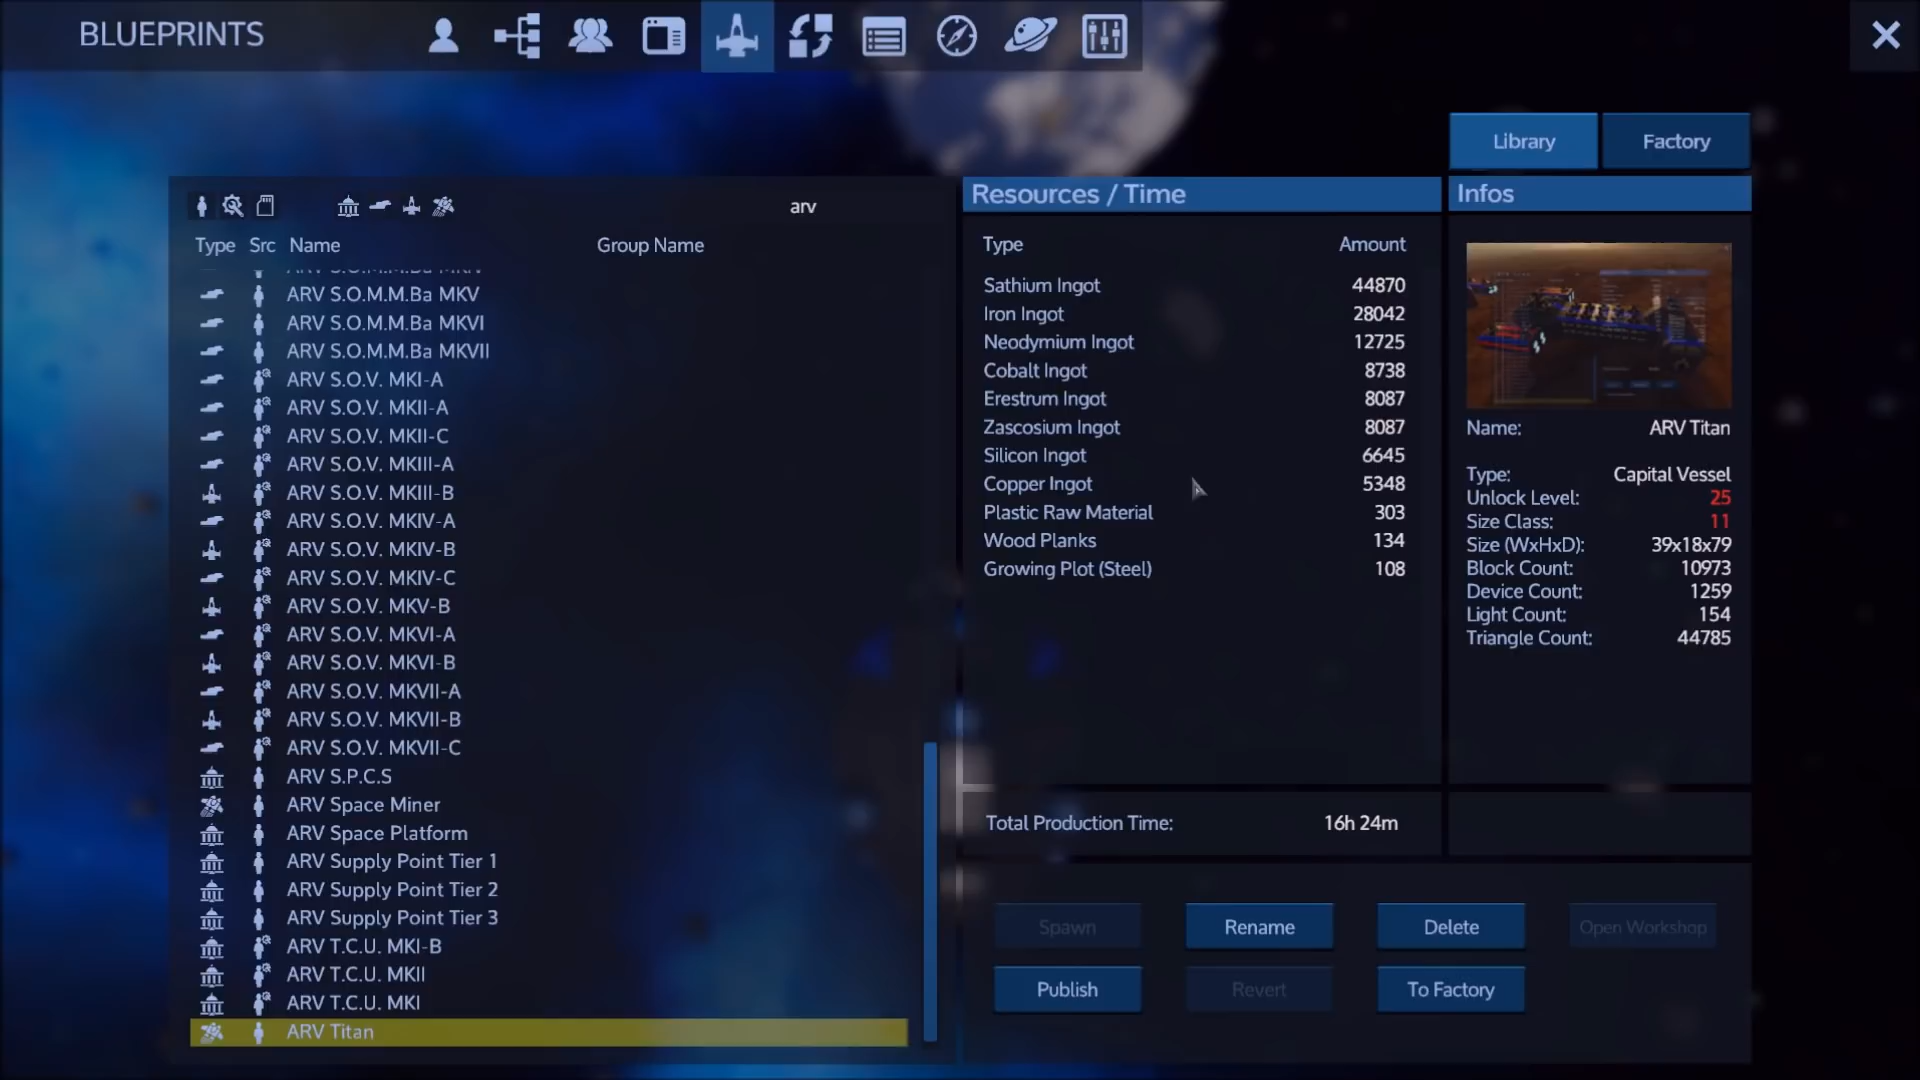 BLUEPRINTS
Library
Factory
arv
Type Src Name Group Name
ARV S.O.M.M.Ba MKIV
ARV S.O.M.M.Ba MKV
ARV S.O.M.M.Ba MKVI
ARV S.O.M.M.Ba MKVII
ARV S.O.V. MKI-A
ARV S.O.V. MKII-A
ARV S.O.V. MKII-C
ARV S.O.V. MKIII-A
ARV S.O.V. MKIII-B
ARV S.O.V. MKIV-A
ARV S.O.V. MKIV-B
ARV S.O.V. MKIV-C
ARV S.O.V. MKV-B
ARV S.O.V. MKVI-A
ARV S.O.V. MKVI-B
ARV S.O.V. MKVII-A
ARV S.O.V. MKVII-B
ARV S.O.V. MKVII-C
ARV S.P.C.S
ARV Space Miner
ARV Space Platform
ARV Supply Point Tier 1
ARV Supply Point Tier 2
ARV Supply Point Tier 3
ARV T.C.U. MKI-B
ARV T.C.U. MKII
ARV T.C.U. MKI
ARV Titan
Resources / Time
Type Amount
Sathium Ingot 44870
Iron Ingot 28042
Neodymium Ingot 12725
Cobalt Ingot 8738
Erestrum Ingot 8087
Zascosium Ingot 8087
Silicon Ingot 6645
Copper Ingot 5348
Plastic Raw Material 303
Wood Planks 134
Growing Plot (Steel) 108
Total Production Time: 16h 24m
Spawn
Rename
Delete
Open Workshop
Publish
Revert
To Factory
Infos
Name: ARV Titan
Type: Capital Vessel
Unlock Level: 25
Size Class: 11
Size (WxHxD): 39x18x79
Block Count: 10973
Device Count: 1259
Light Count: 154
Triangle Count: 44785